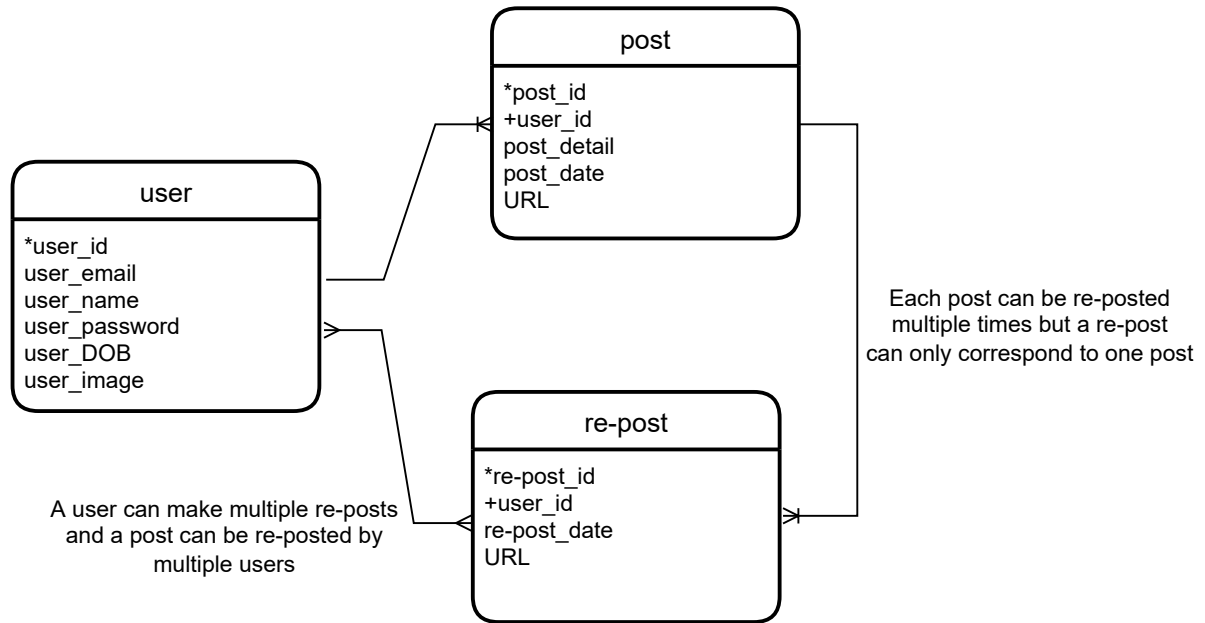 post
*post_id
+user_id
post_detail
post_date
URL
user
*user_id
user_email
user_name
user_password
user_DOB
user_image
Each post can be re-posted
multiple times but a re-post
can only correspond to one post
re-post
*re-post_id
+user_id
re-post_date
URL
A user can make multiple re-posts
and a post can be re-posted by
multiple users